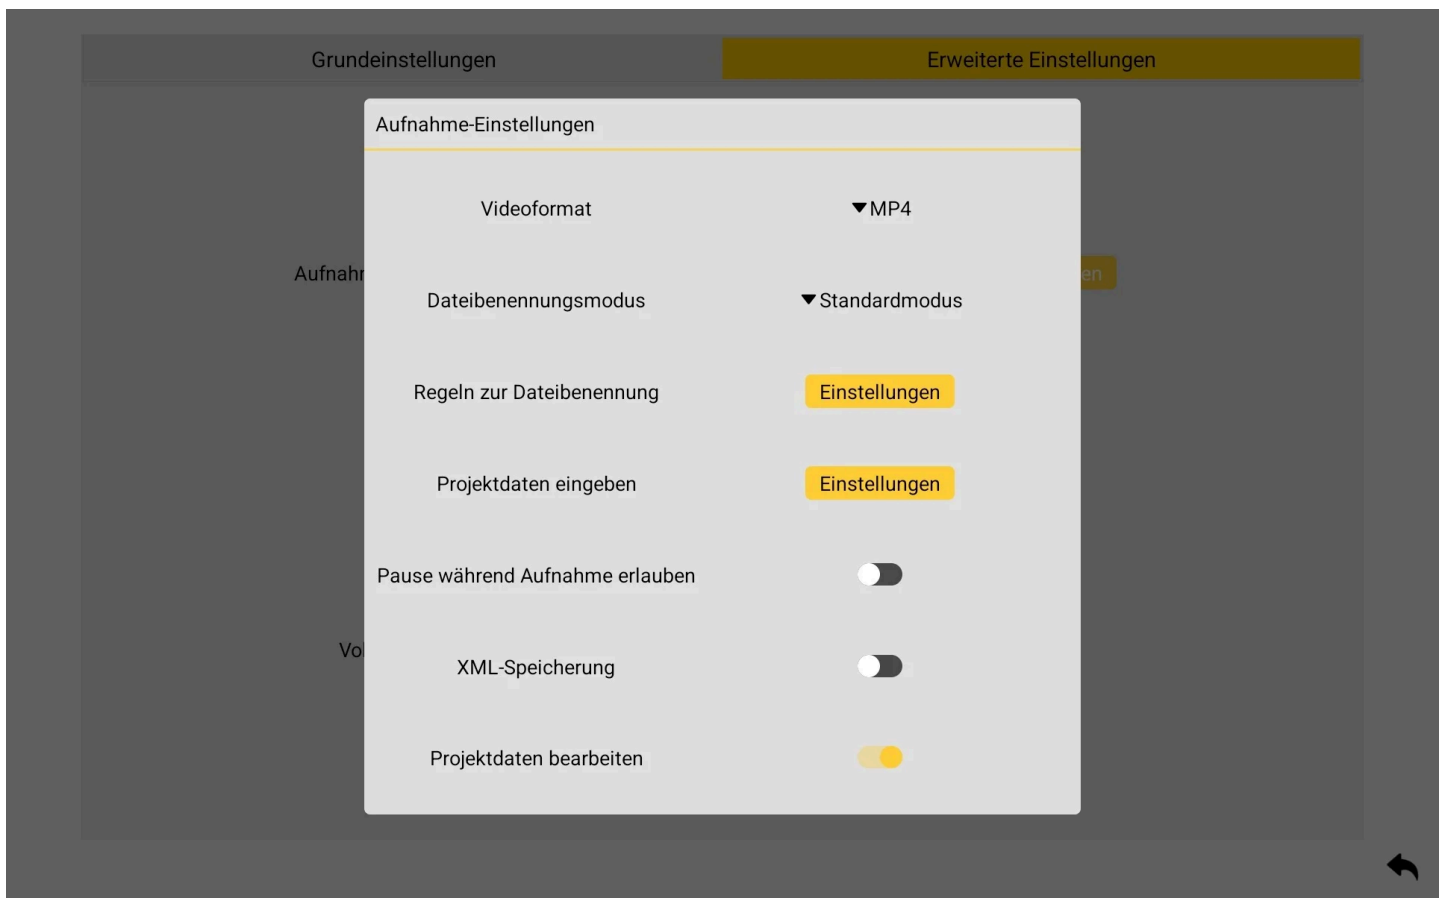 Grundeinstellungen Erweiterte Einstellungen
Aufnahme-Einstellungen
Videoformat MP4
Dateibenennungsmodus Standardmodus
Regeln zur Dateibenennung Einstellungen
Projektdaten eingeben Einstellungen
Pause während Aufnahme erlauben
XML-Speicherung
Projektdaten bearbeiten